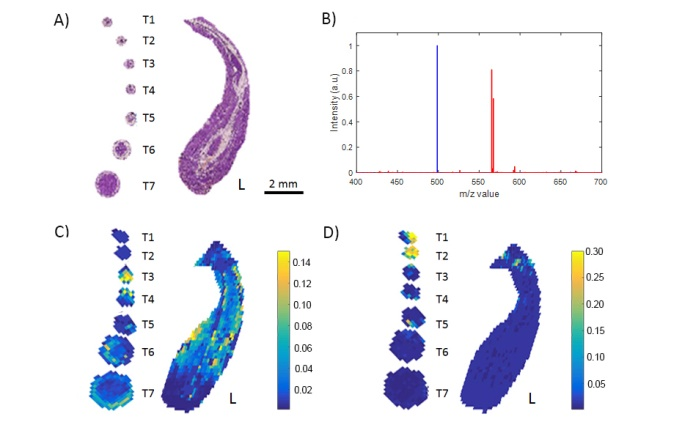 A)
T1
T2
T3
T4
T5
T6
T7
L
2 mm
B)
Intensity (a.u)
1
0.8
0.6
0.4
0.2
0
400 450 500 550 600 650 700
m/z value
C)
T1
T2
T3
T4
T5
T6
T7
L
0.14
0.12
0.10
0.08
0.06
0.04
0.02
D)
T1
T2
T3
T4
T5
T6
T7
L
0.30
0.25
0.20
0.15
0.10
0.05